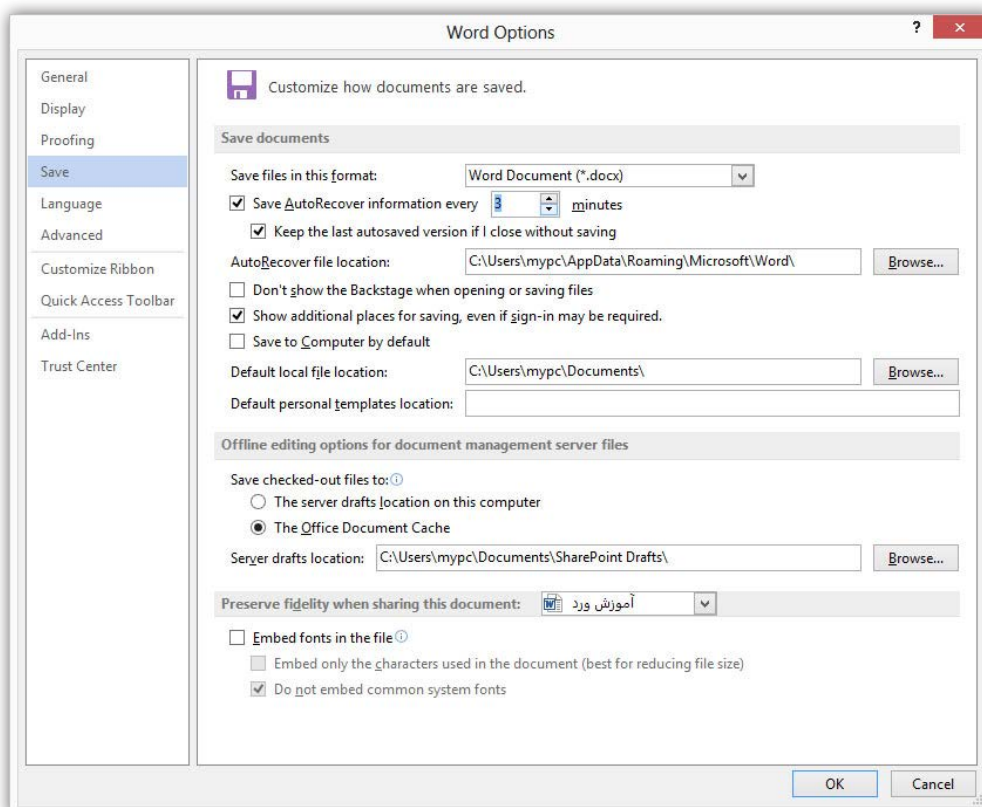 Word Options
?
General
Display
Proofing
Save
Language
Advanced
Customize Ribbon
Quick Access Toolbar
Add-Ins
Trust Center
Customize how documents are saved.
Save documents
Save files in this format: Word Document (*.docx)
Save AutoRecover information every 3 minutes
Keep the last autosaved version if I close without saving
AutoRecover file location: C:\Users\mypc\AppData\Roaming\Microsoft\Word\ Browse...
Don't show the Backstage when opening or saving files
Show additional places for saving, even if sign-in may be required.
Save to Computer by default
Default local file location: C:\Users\mypc\Documents\ Browse...
Default personal templates location:
Offline editing options for document management server files
Save checked-out files to:
The server drafts location on this computer
The Office Document Cache
Server drafts location: C:\Users\mypc\Documents\SharePoint Drafts\ Browse...
Preserve fidelity when sharing this document: آموزش ورد
Embed fonts in the file
Embed only the characters used in the document (best for reducing file size)
Do not embed common system fonts
OK Cancel